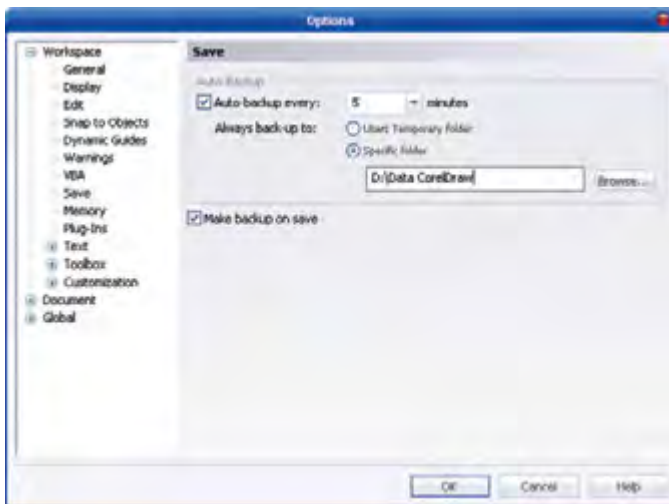 Options
Workspace
General
Display
Edit
Snap to Objects
Dynamic Guides
Warnings
VBA
Save
Memory
Plug-Ins
Text
Toolbox
Customization
Document
Global
Save
Auto Backup
Auto-backup every: 5 minutes
Always back-up to: Users Temporary folder
Specific folder
D:\Data CorelDraw
Browse...
Make backup on save
OK Cancel Help